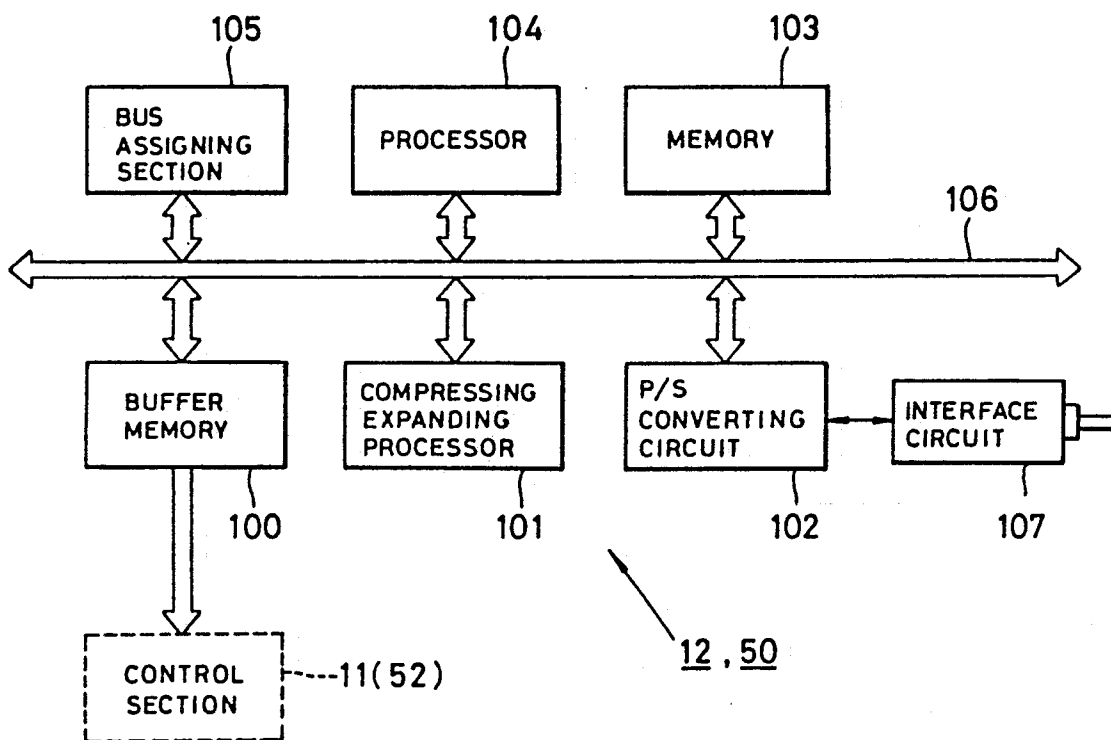 105
104
103
BUS
ASSIGNING
SECTION
PROCESSOR
MEMORY
106
BUFFER
MEMORY
COMPRESSING
EXPANDING
PROCESSOR
P/S
CONVERTING
CIRCUIT
INTERFACE
CIRCUIT
100
101
102
107
12, 50
CONTROL
SECTION
11(52)